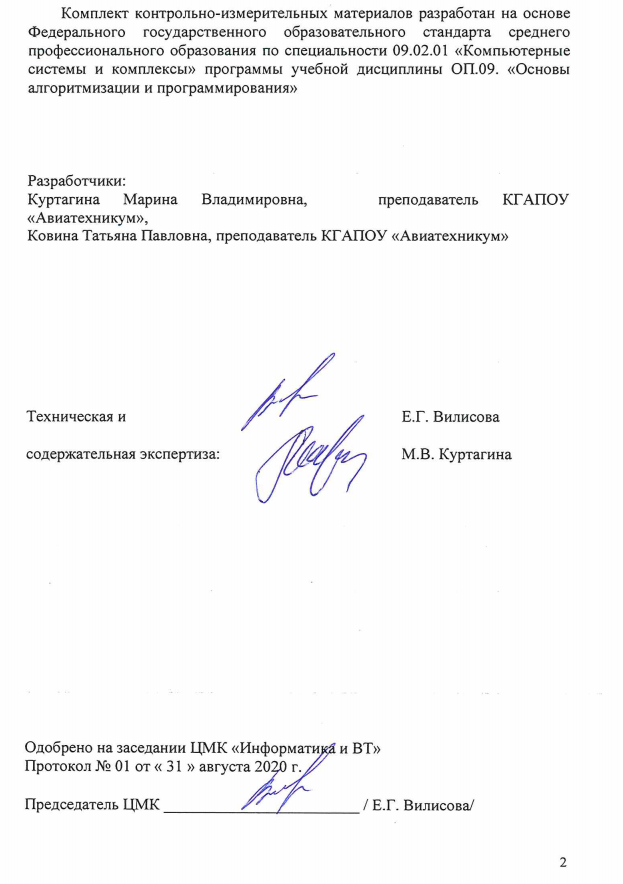 Комплект контрольно-измерительных материалов разработан на основе
Федерального государственного образовательного стандарта среднего
профессионального образования по специальности 09.02.01 «Компьютерные
системы и комплексы» программы учебной дисциплины ОП.09. «Основы
алгоритмизации и программирования»
Разработчики:
Куртагина Марина Владимировна, преподаватель КГАПОУ
«Авиатехникум»,
Ковина Татьяна Павловна, преподаватель КГАПОУ «Авиатехникум»
Техническая и Е.Г. Вилисова
содержательная экспертиза: М.В. Куртагина
Одобрено на заседании ЦМК «Информатика и ВТ»
Протокол № 01 от « 31 » августа 2020 г.
Председатель ЦМК ________________________ / Е.Г. Вилисова/
2